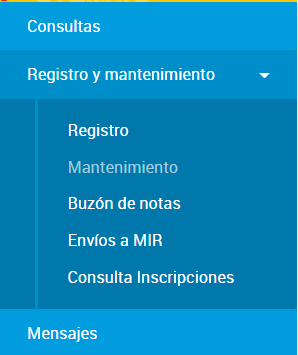 Consultas
Registro y mantenimiento
Registro
Mantenimiento
Buzón de notas
Envíos a MIR
Consulta Inscripciones
Mensajes